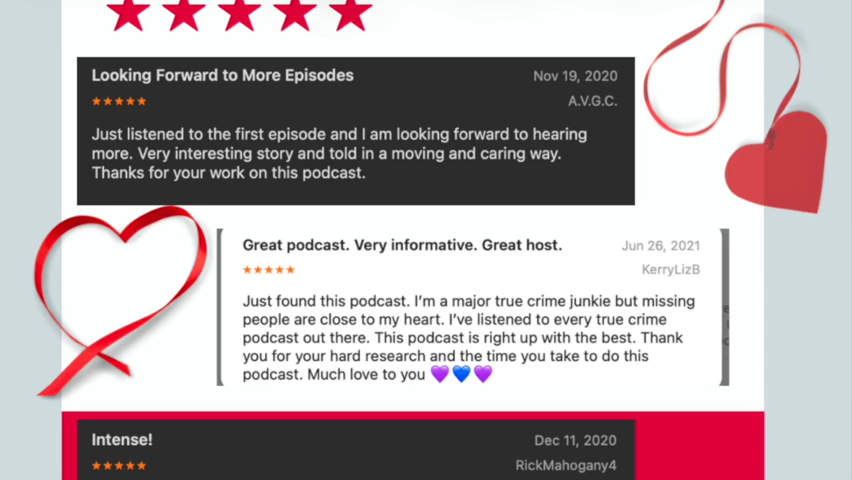 Looking Forward to More Episodes
Nov 19, 2020
A.V.G.C.
Just listened to the first episode and I am looking forward to hearing
more. Very interesting story and told in a moving and caring way.
Thanks for your work on this podcast.
Great podcast. Very informative. Great host.
Jun 26, 2021
KerryLizB
Just found this podcast. I'm a major true crime junkie but missing
people are close to my heart. I've listened to every true crime
podcast out there. This podcast is right up with the best. Thank
you for your hard research and the time you take to do this
podcast. Much love to you 💜💙💜
Intense!
Dec 11, 2020
RickMahogany4